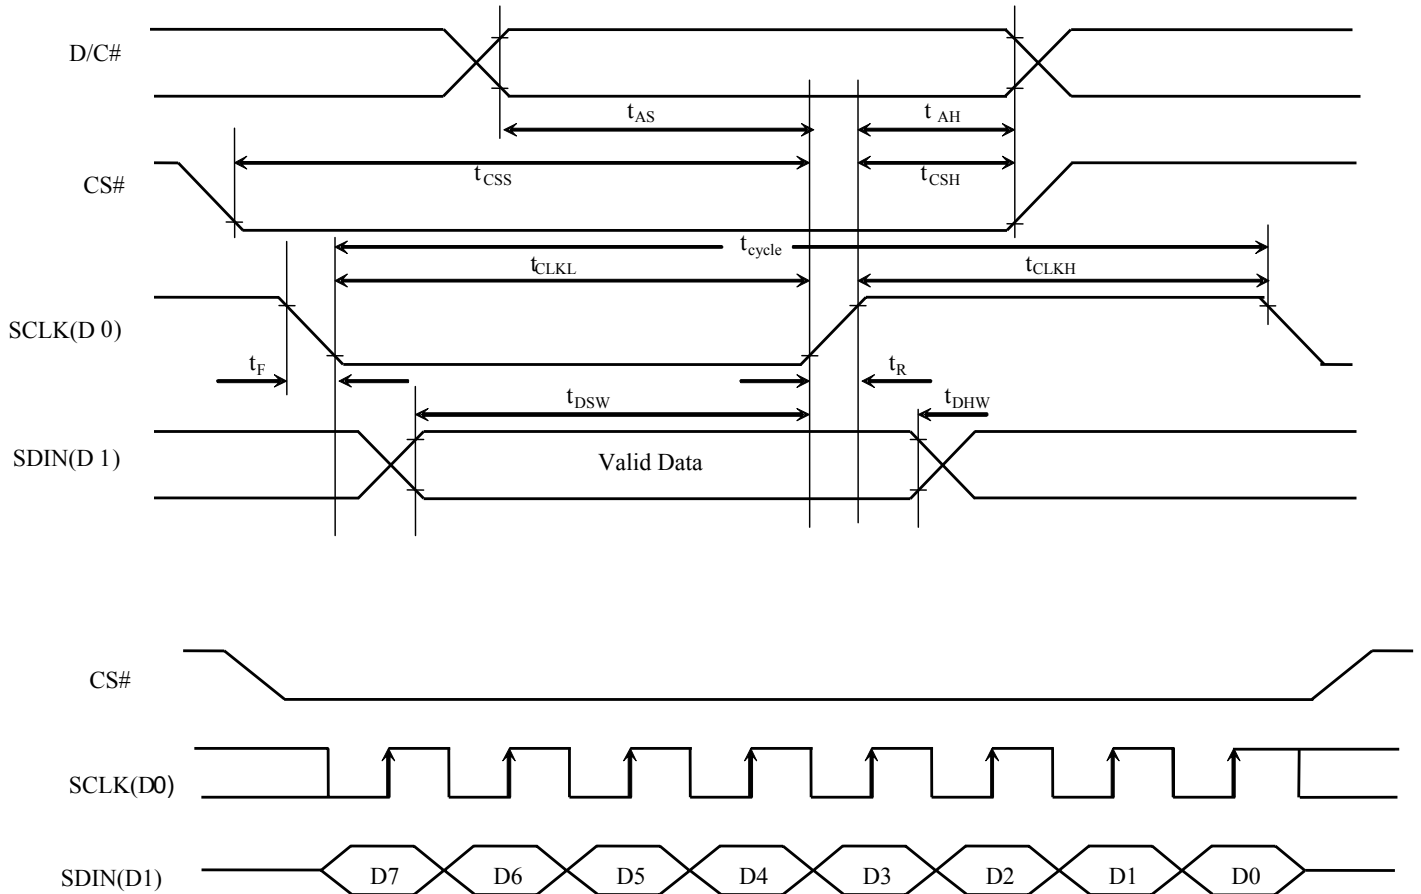 D/C#
tAS
t AH
CS#
tCSS
tCSH
tcycle
tCLKL
tCLKH
SCLK(D 0)
tF
tR
tDSW
tDHW
SDIN(D 1)
Valid Data
CS#
SCLK(D0)
SDIN(D1)
D7 D6 D5 D4 D3 D2 D1 D0